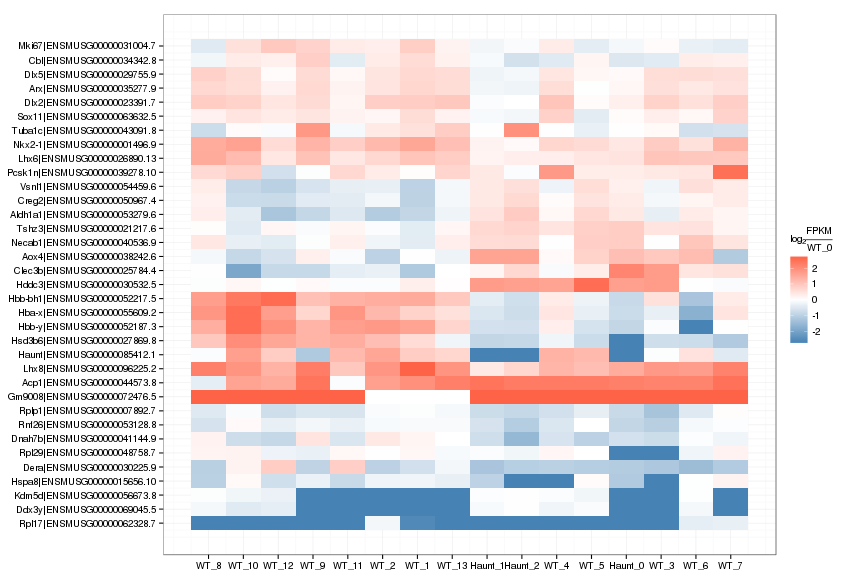 Mki67|ENSMUSG00000031004.7
Cbl|ENSMUSG00000034342.8
Dlx5|ENSMUSG00000029755.9
Arx|ENSMUSG00000035277.9
Dlx2|ENSMUSG00000023391.7
Sox11|ENSMUSG00000063632.5
Tuba1c|ENSMUSG00000043091.8
Nkx2-1|ENSMUSG00000001496.9
Lhx6|ENSMUSG00000026890.13
Pcsk1n|ENSMUSG00000039278.10
Vsnl1|ENSMUSG00000054459.6
Creg2|ENSMUSG00000050967.4
Aldh1a1|ENSMUSG00000053279.6
Tshz3|ENSMUSG00000021217.6
Necab1|ENSMUSG00000040536.9
Aox4|ENSMUSG00000038242.6
Clec3b|ENSMUSG00000025784.4
Hddc3|ENSMUSG00000030532.5
Hbb-bh1|ENSMUSG00000052217.5
Hba-x|ENSMUSG00000055609.2
Hbb-y|ENSMUSG00000052187.3
Hsd3b6|ENSMUSG00000027869.8
Haunt|ENSMUSG00000085412.1
Lhx8|ENSMUSG00000096225.2
Acp1|ENSMUSG00000044573.8
Gm9008|ENSMUSG00000072476.5
Rplp1|ENSMUSG00000007892.7
Rnf26|ENSMUSG00000053128.8
Dnah7b|ENSMUSG00000041144.9
Rpl29|ENSMUSG00000048758.7
Dera|ENSMUSG00000030225.9
Hspa8|ENSMUSG00000015656.10
Kdm5d|ENSMUSG00000056673.8
Ddx3y|ENSMUSG00000069045.5
Rpl17|ENSMUSG00000062328.7
WT_8 WT_10 WT_12 WT_9 WT_11 WT_2 WT_1 WT_13 Haunt_1 Haunt_2 WT_4 WT_5 Haunt_0 WT_3 WT_6 WT_7
log2 FPKM
WT_0
2
1
0
-1
-2